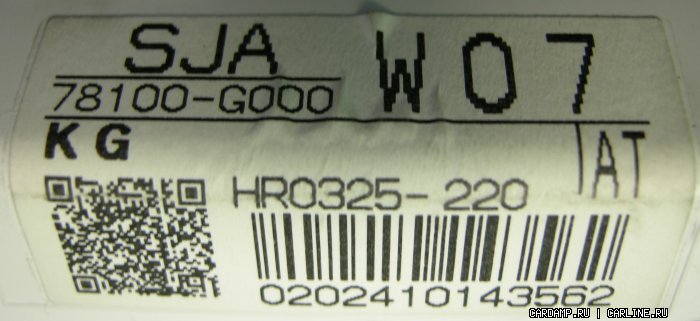 SJA W07
78100-G000
KG AT
HR0325-220
0202410143562
CARDAMP.RU | CARLINE.RU